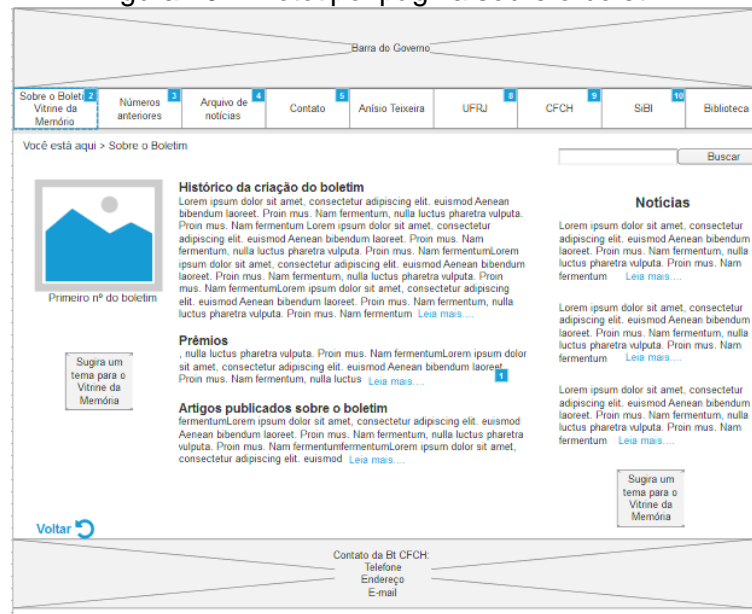 Barra do Governo
Sobre o Boleti
Vitrine da
Memório
2
Números
anteriores
3
Arquivo de
notícias
4
Contato
5
Anísio Teixeira
UFRJ
8
CFCH
9
SiBI
10
Biblioteca
Você está aqui > Sobre o Boletim
Buscar
Primeiro nº do boletim
Sugira um
tema para o
Vitrine da
Memória
Histórico da criação do boletim
Lorem ipsum dolor sit amet, consectetur adipiscing elit. euismod Aenean
bibendum laoreet. Proin mus. Nam fermentum, nulla luctus pharetra vulputa.
Proin mus. Nam fermentum Lorem ipsum dolor sit amet, consectetur
adipiscing elit. euismod Aenean bibendum laoreet. Proin mus. Nam
fermentum, nulla luctus pharetra vulputa. Proin mus. Nam fermentumLorem
ipsum dolor sit amet, consectetur adipiscing elit. euismod Aenean bibendum
laoreet. Proin mus. Nam fermentum, nulla luctus pharetra vulputa. Proin
mus. Nam fermentumLorem ipsum dolor sit amet, consectetur adipiscing
elit. euismod Aenean bibendum laoreet. Proin mus. Nam fermentum, nulla
luctus pharetra vulputa. Proin mus. Nam fermentum Leia mais....
Prêmios
, nulla luctus pharetra vulputa. Proin mus. Nam fermentumLorem ipsum dolor
sit amet, consectetur adipiscing elit. euismod Aenean bibendum laoreet.
Proin mus. Nam fermentum, nulla luctus Leia mais....
1
Artigos publicados sobre o boletim
fermentumLorem ipsum dolor sit amet, consectetur adipiscing elit. euismod
Aenean bibendum laoreet. Proin mus. Nam fermentum, nulla luctus pharetra
vulputa. Proin mus. Nam fermentumfermentumLorem ipsum dolor sit amet,
consectetur adipiscing elit. euismod Leia mais....
Notícias
Lorem ipsum dolor sit amet, consectetur
adipiscing elit. euismod Aenean bibendum
laoreet. Proin mus. Nam fermentum, nulla
luctus pharetra vulputa. Proin mus. Nam
fermentum Leia mais....
Lorem ipsum dolor sit amet, consectetur
adipiscing elit. euismod Aenean bibendum
laoreet. Proin mus. Nam fermentum, nulla
luctus pharetra vulputa. Proin mus. Nam
fermentum Leia mais....
Lorem ipsum dolor sit amet, consectetur
adipiscing elit. euismod Aenean bibendum
laoreet. Proin mus. Nam fermentum, nulla
luctus pharetra vulputa. Proin mus. Nam
fermentum Leia mais....
Sugira um
tema para o
Vitrine da
Memória
Voltar
Contato da Bt CFCH:
Telefone
Endereço
E-mail